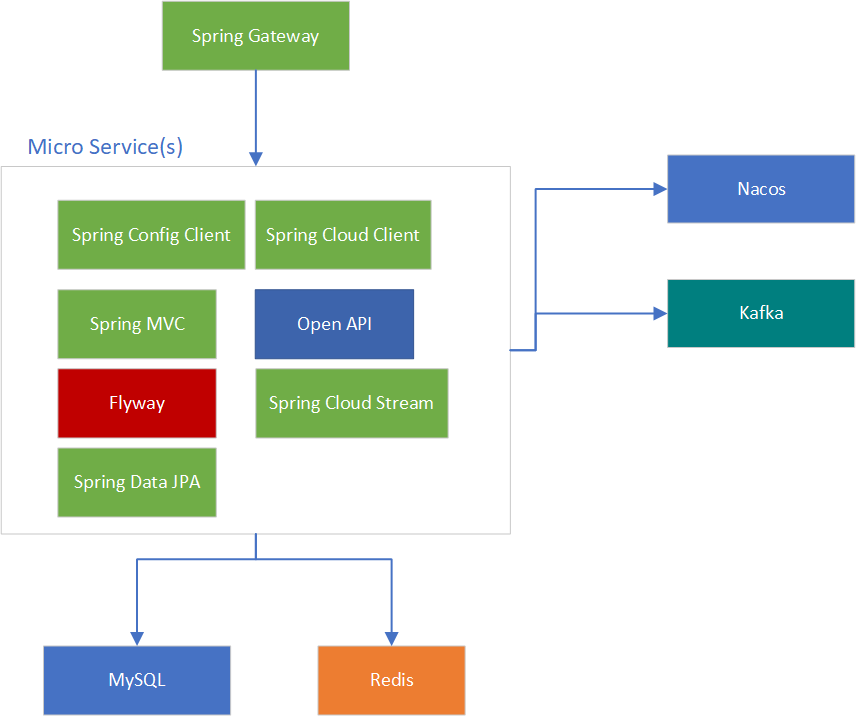 Spring Gateway
Micro Service(s)
Nacos
Spring Config Client
Spring Cloud Client
Kafka
Spring MVC
Open API
Flyway
Spring Cloud Stream
Spring Data JPA
MySQL
Redis